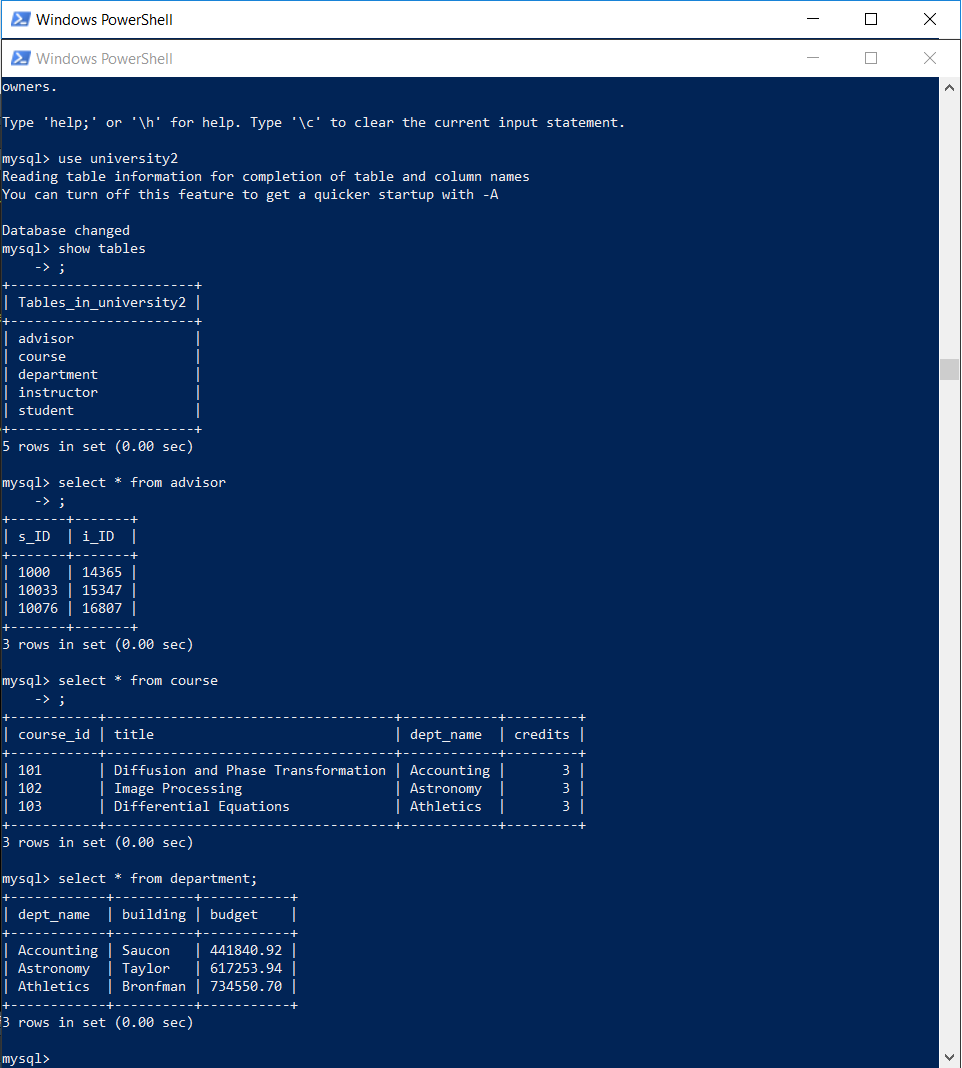 Windows PowerShell
Windows PowerShell
owners.
Type 'help;' or '\h' for help. Type '\c' to clear the current input statement.
mysql> use university2
Reading table information for completion of table and column names
You can turn off this feature to get a quicker startup with -A
Database changed
mysql> show tables
    -> ;
+-----------------------+
| Tables_in_university2 |
+-----------------------+
| advisor               |
| course                |
| department            |
| instructor            |
| student               |
+-----------------------+
5 rows in set (0.00 sec)
mysql> select * from advisor
    -> ;
+-------+-------+
| s_ID  | i_ID  |
+-------+-------+
| 1000  | 14365 |
| 10033 | 15347 |
| 10076 | 16807 |
+-------+-------+
3 rows in set (0.00 sec)
mysql> select * from course
    -> ;
+-----------+------------------------------------+------------+---------+
| course_id | title                              | dept_name  | credits |
+-----------+------------------------------------+------------+---------+
| 101       | Diffusion and Phase Transformation | Accounting |       3 |
| 102       | Image Processing                   | Astronomy  |       3 |
| 103       | Differential Equations             | Athletics  |       3 |
+-----------+------------------------------------+------------+---------+
3 rows in set (0.00 sec)
mysql> select * from department;
+------------+----------+-----------+
| dept_name  | building | budget    |
+------------+----------+-----------+
| Accounting | Saucon   | 441840.92 |
| Astronomy  | Taylor   | 617253.94 |
| Athletics  | Bronfman | 734550.70 |
+------------+----------+-----------+
3 rows in set (0.00 sec)
mysql>